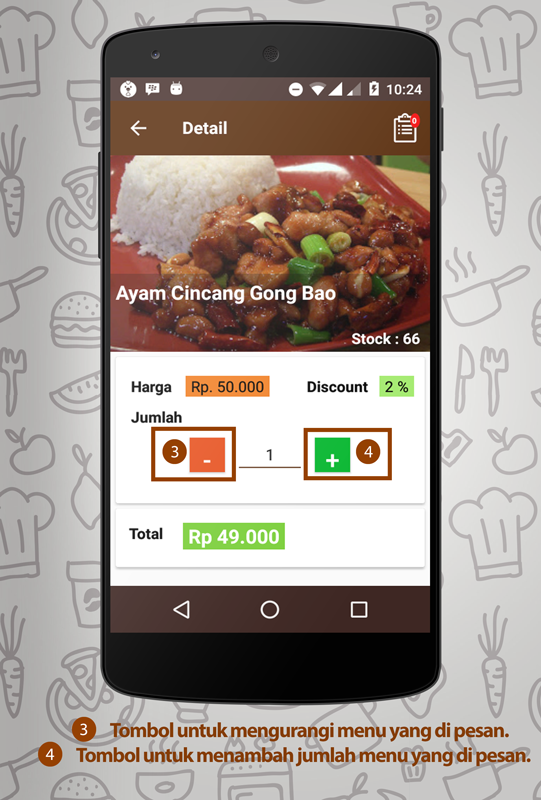 10:24
Detail
0
Ayam Cincang Gong Bao
Stock : 66
Harga Rp. 50.000 Discount 2 %
Jumlah
3 - 1 + 4
Total Rp 49.000
3 Tombol untuk mengurangi menu yang di pesan.
4 Tombol untuk menambah jumlah menu yang di pesan.